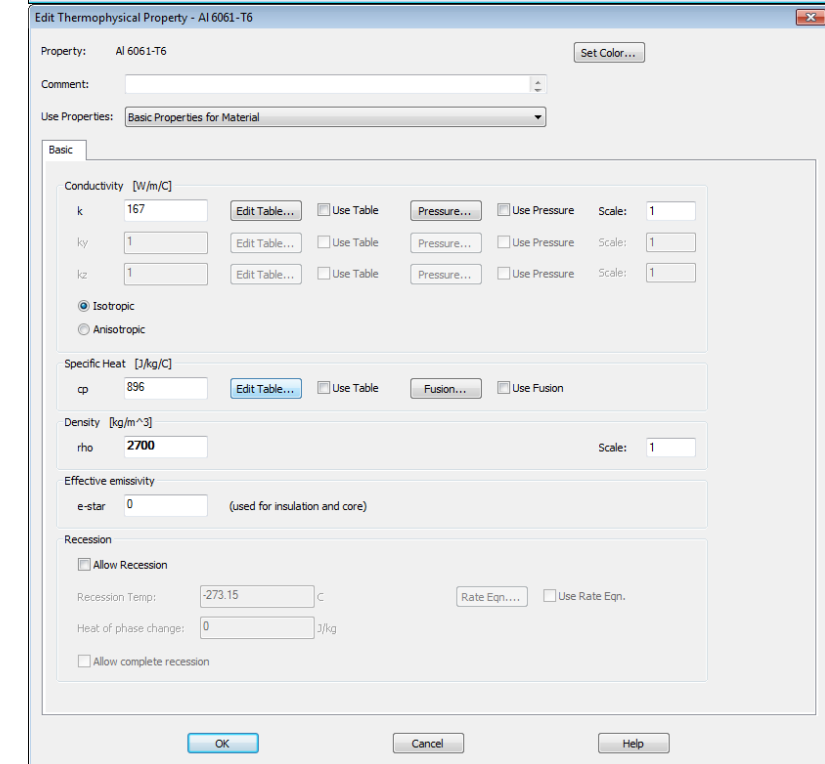 Edit Thermophysical Property - Al 6061-T6
Property: Al 6061-T6 Set Color...
Comment:
Use Properties: Basic Properties for Material
Basic
Conductivity [W/m/C]
k 167 Edit Table... Use Table Pressure... Use Pressure Scale: 1
ky 1 Edit Table... Use Table Pressure... Use Pressure Scale: 1
kz 1 Edit Table... Use Table Pressure... Use Pressure Scale: 1
Isotropic
Anisotropic
Specific Heat [J/kg/C]
cp 896 Edit Table... Use Table Fusion... Use Fusion
Density [kg/m^3]
rho 2700 Scale: 1
Effective emissivity
e-star 0 (used for insulation and core)
Recession
Allow Recession
Recession Temp: -273.15 C Rate Eqn.... Use Rate Eqn.
Heat of phase change: 0 J/kg
Allow complete recession
OK Cancel Help